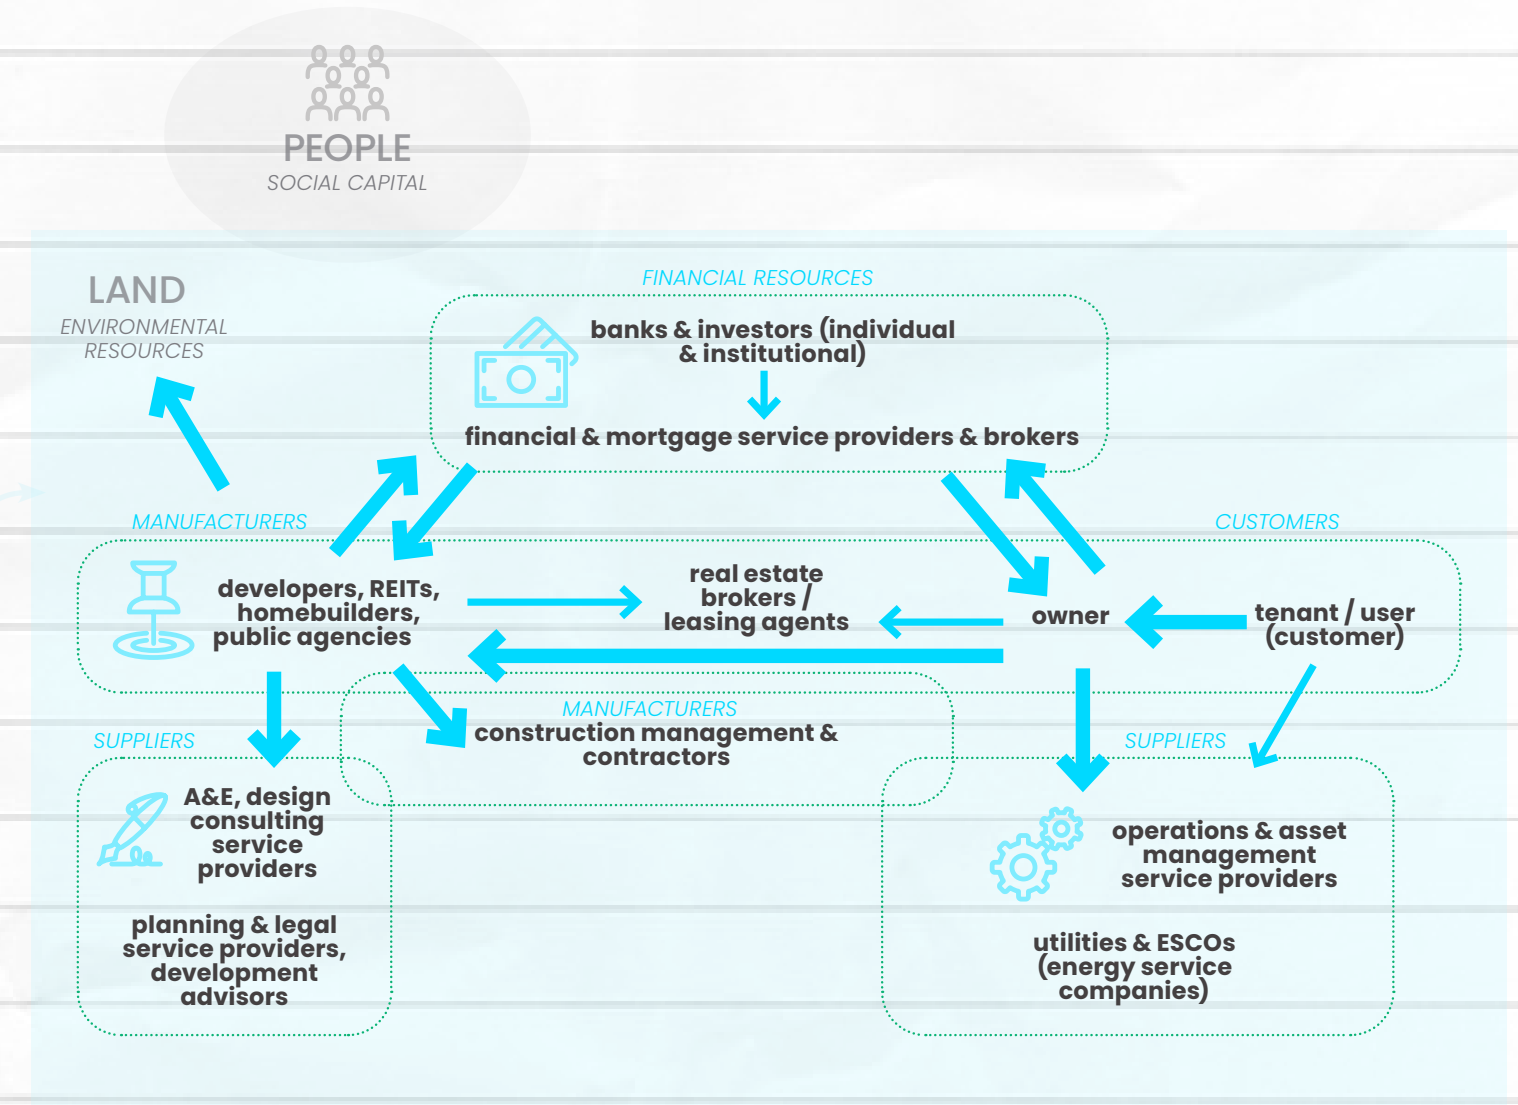 PEOPLE
SOCIAL CAPITAL
LAND
ENVIRONMENTAL
RESOURCES
FINANCIAL RESOURCES
banks & investors (individual
& institutional)
financial & mortgage service providers & brokers
MANUFACTURERS
CUSTOMERS
developers, REITs,
homebuilders,
public agencies
real estate
brokers /
leasing agents
owner
tenant / user
(customer)
MANUFACTURERS
construction management &
contractors
SUPPLIERS
A&E, design
consulting
service
providers
planning & legal
service providers,
development
advisors
SUPPLIERS
operations & asset
management
service providers
utilities & ESCOs
(energy service
companies)